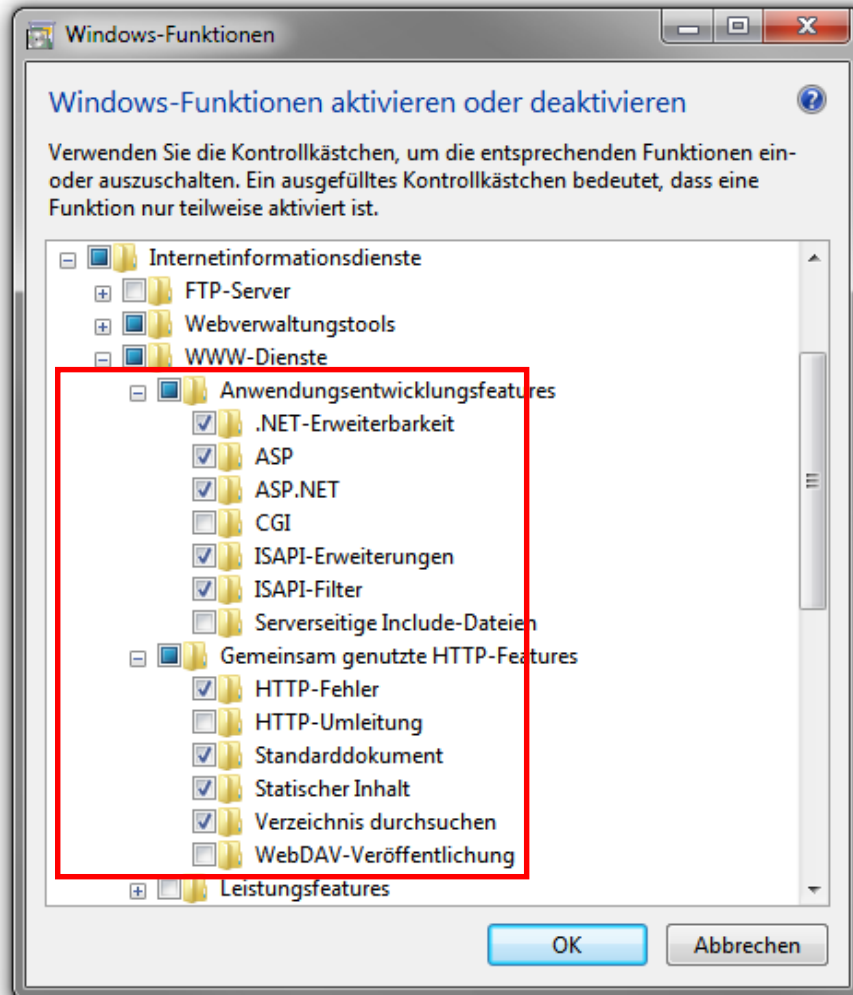 Windows-Funktionen
Windows-Funktionen aktivieren oder deaktivieren
Verwenden Sie die Kontrollkästchen, um die entsprechenden Funktionen ein-
oder auszuschalten. Ein ausgefülltes Kontrollkästchen bedeutet, dass eine
Funktion nur teilweise aktiviert ist.
Internetinformationsdienste
FTP-Server
Webverwaltungstools
WWW-Dienste
Anwendungsentwicklungsfeatures
.NET-Erweiterbarkeit
ASP
ASP.NET
CGI
ISAPI-Erweiterungen
ISAPI-Filter
Serverseitige Include-Dateien
Gemeinsam genutzte HTTP-Features
HTTP-Fehler
HTTP-Umleitung
Standarddokument
Statischer Inhalt
Verzeichnis durchsuchen
WebDAV-Veröffentlichung
Leistungsfeatures
OK Abbrechen